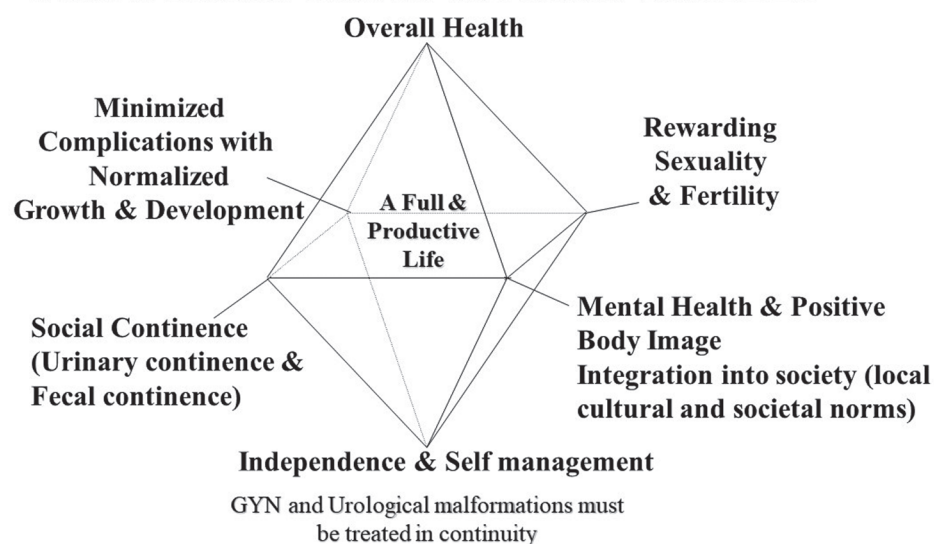 Overall Health
Minimized
Complications with
Normalized
Growth & Development
Rewarding
Sexuality
& Fertility
A Full &
Productive
Life
Social Continence
(Urinary continence &
Fecal continence)
Mental Health & Positive
Body Image
Integration into society (local
cultural and societal norms)
Independence & Self management
GYN and Urological malformations must
be treated in continuity